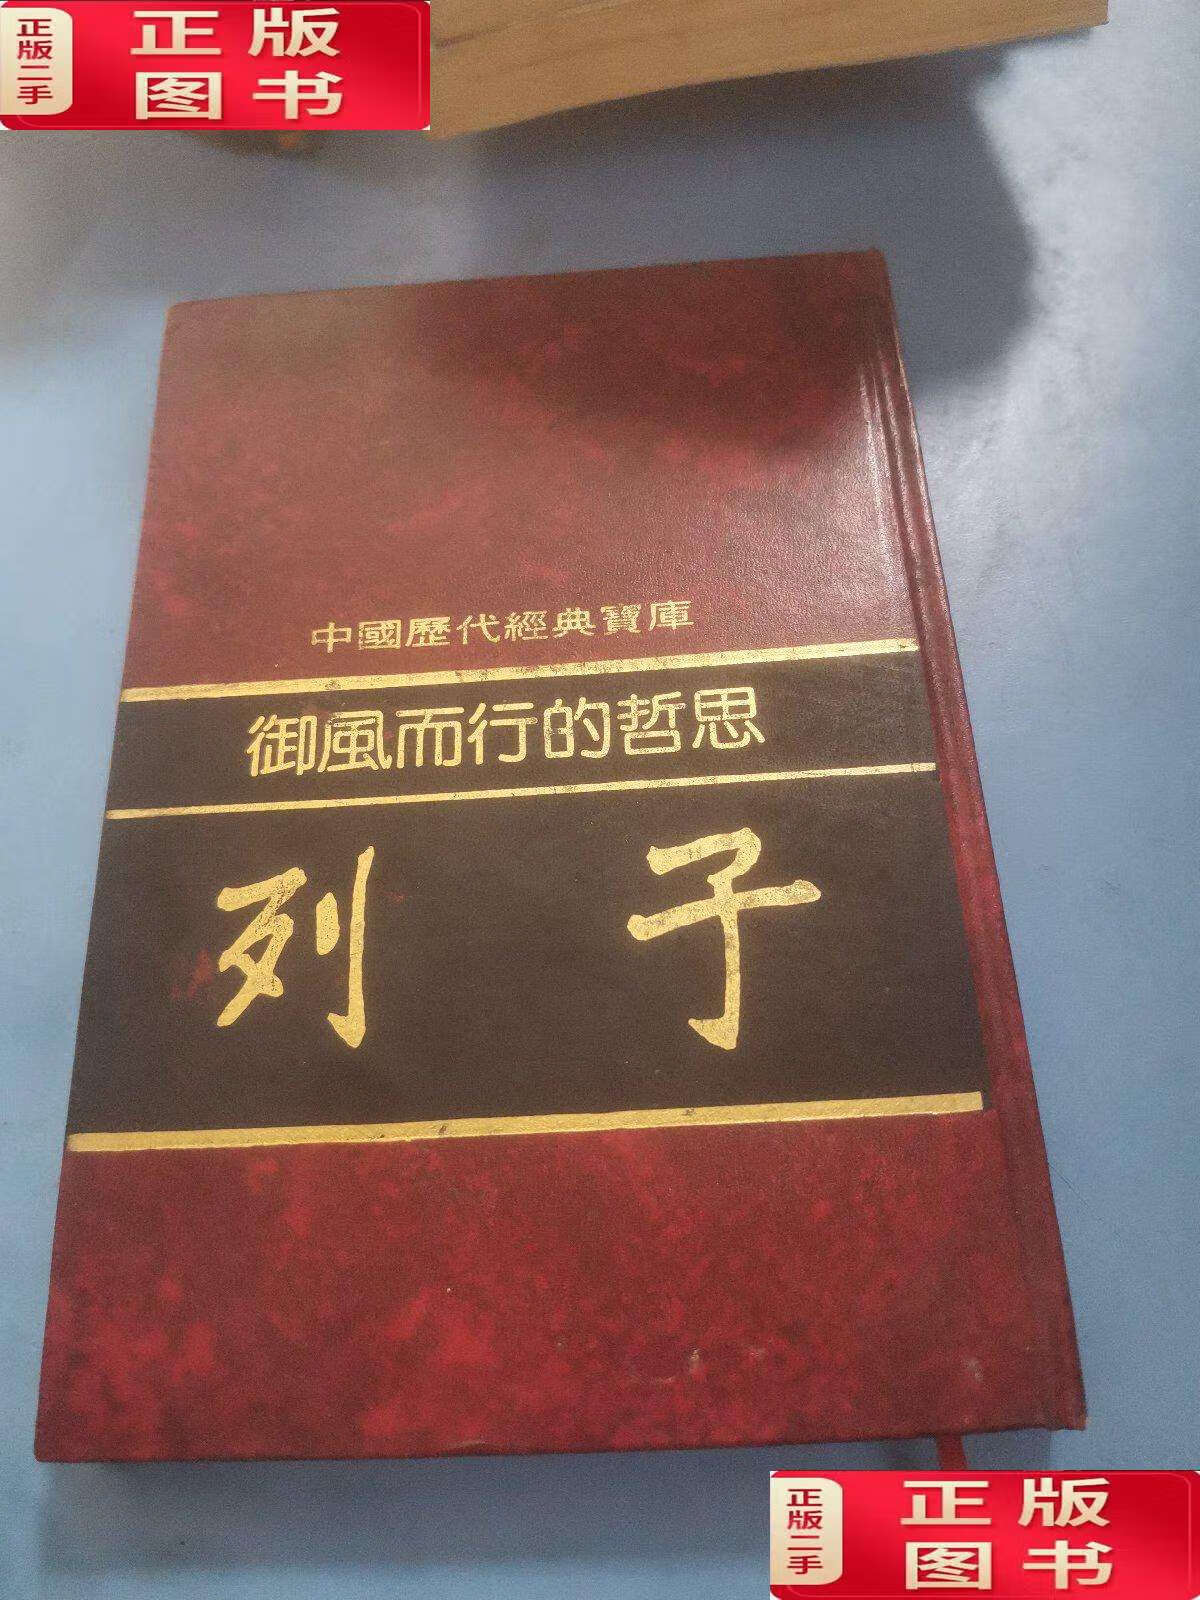 正版二手
正版
图书
中國歷代經典寶庫
御風而行的哲思
列子
正版二手
正版
图书